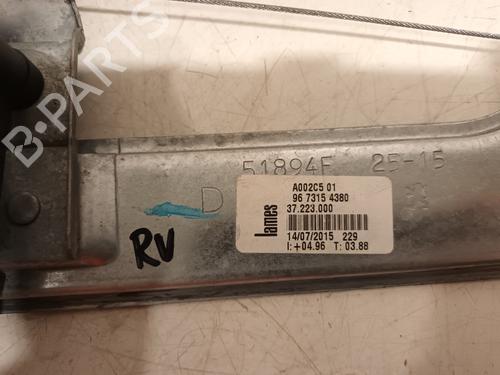 B-PARTS
51894F 25-15
D
RV
lames
A002C5 01
96 7315 4380
37.223.000
14/07/2015 229
I:+04.96 T: 03.88